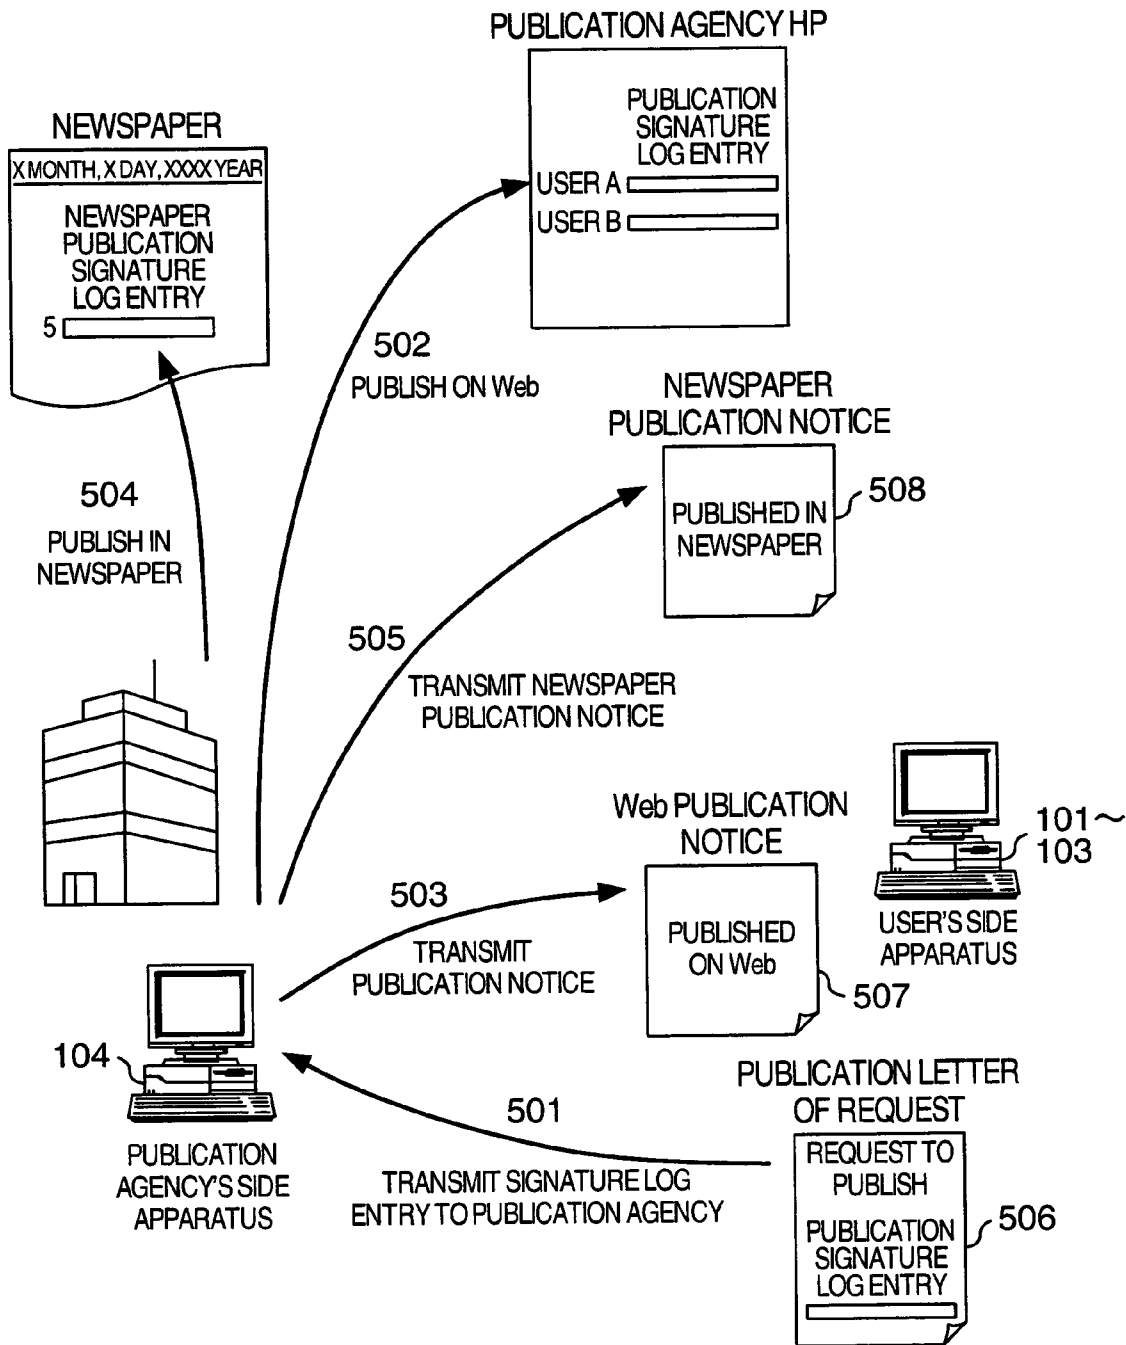 PUBLICATION AGENCY HP
PUBLICATION
SIGNATURE
LOG ENTRY
USER A
USER B
NEWSPAPER
X MONTH, X DAY, XXXX YEAR
NEWSPAPER
PUBLICATION
SIGNATURE
LOG ENTRY
5
502
PUBLISH ON Web
504
PUBLISH IN
NEWSPAPER
NEWSPAPER
PUBLICATION NOTICE
PUBLISHED IN
NEWSPAPER
508
505
TRANSMIT NEWSPAPER
PUBLICATION NOTICE
Web PUBLICATION
NOTICE
PUBLISHED
ON Web
507
101~
103
USER'S SIDE
APPARATUS
503
TRANSMIT
PUBLICATION NOTICE
104
PUBLICATION
AGENCY'S SIDE
APPARATUS
501
TRANSMIT SIGNATURE LOG
ENTRY TO PUBLICATION AGENCY
PUBLICATION LETTER
OF REQUEST
REQUEST TO
PUBLISH
PUBLICATION
SIGNATURE
LOG ENTRY
506